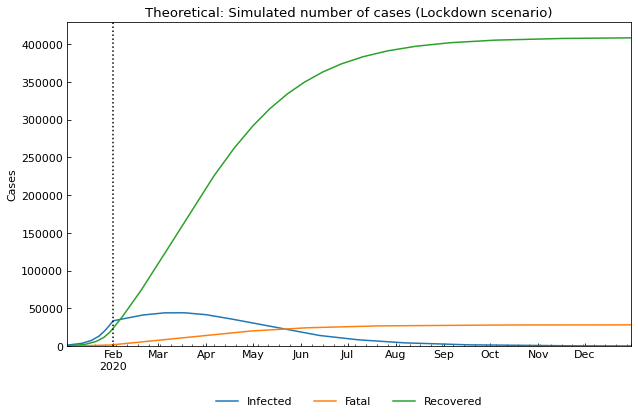 Theoretical: Simulated number of cases (Lockdown scenario)
400000
350000
300000
250000
200000
150000
100000
50000
0
Cases
Feb Mar Apr May Jun Jul Aug Sep Oct Nov Dec
2020
Infected Fatal Recovered